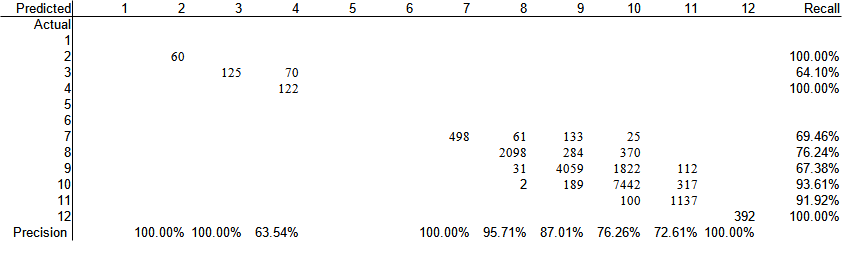 Predicted 1 2 3 4 5 6 7 8 9 10 11 12 Recall
Actual
1
2 60 100.00%
3 125 70 64.10%
4 122 100.00%
5
6
7 498 61 133 25 69.46%
8 2098 284 370 76.24%
9 31 4059 1822 112 67.38%
10 2 189 7442 317 93.61%
11 100 1137 91.92%
12 392 100.00%
Precision 100.00% 100.00% 63.54% 100.00% 95.71% 87.01% 76.26% 72.61% 100.00%